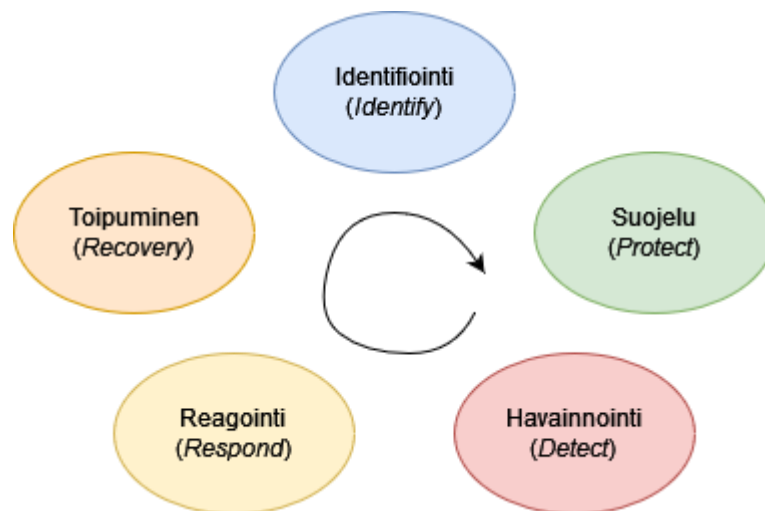 Identifiointi
(Identify)
Toipuminen
(Recovery)
Suojelu
(Protect)
Reagointi
(Respond)
Havainnointi
(Detect)